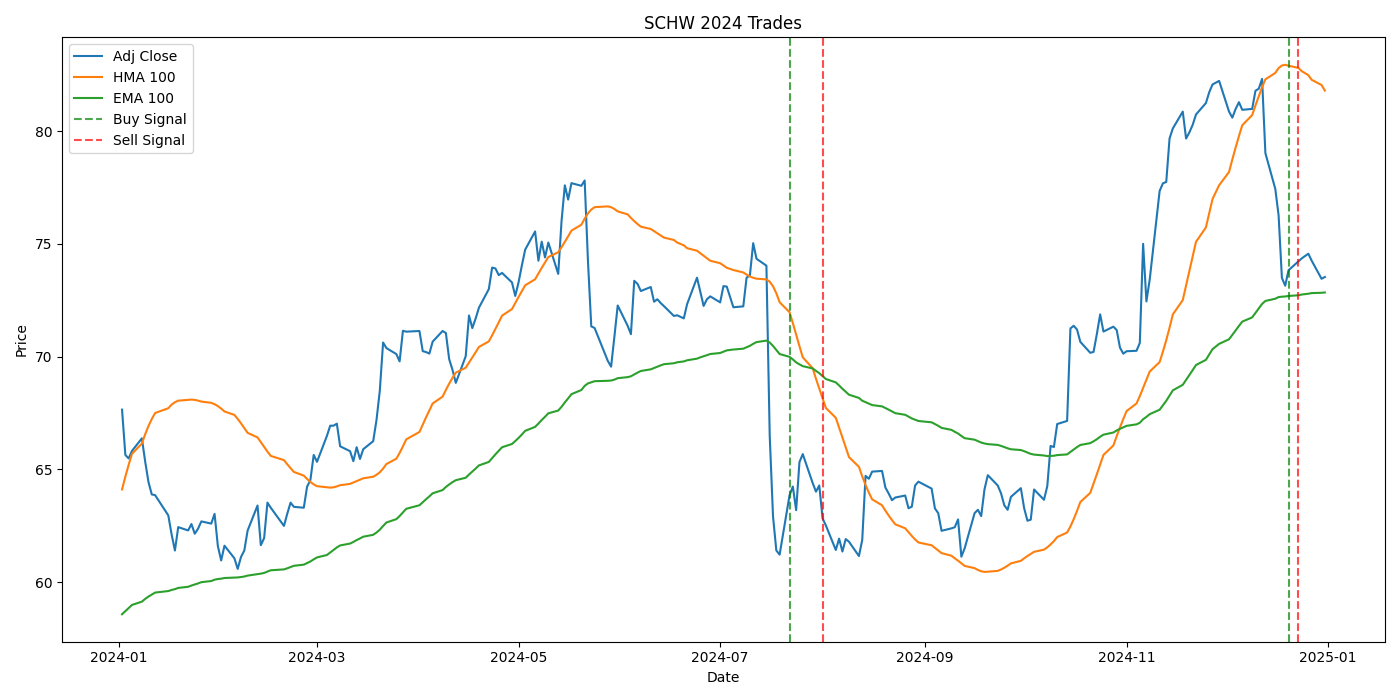 SCHW 2024 Trades
Adj Close
HMA 100
EMA 100
Buy Signal
Sell Signal
Price
80
75
70
65
60
2024-01 2024-03 2024-05 2024-07 2024-09 2024-11 2025-01
Date